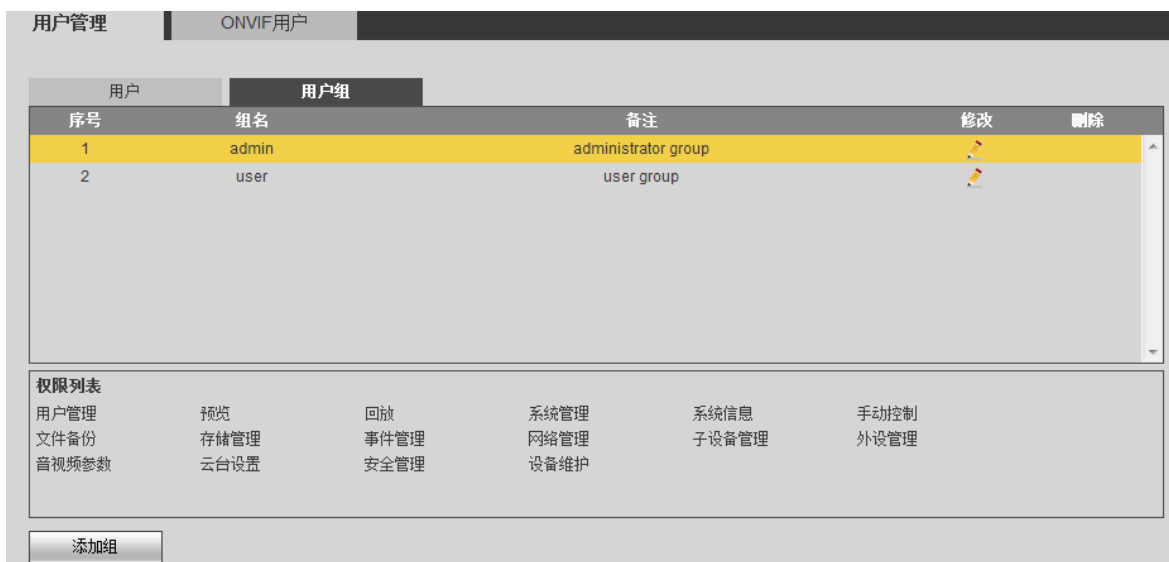 用户管理 ONVIF用户
用户 用户组
序号 组名 备注 修改 删除
1 admin administrator group
2 user user group
权限列表
用户管理 预览 回放 系统管理 系统信息 手动控制
文件备份 存储管理 事件管理 网络管理 子设备管理 外设管理
音视频参数 云台设置 安全管理 设备维护
添加组